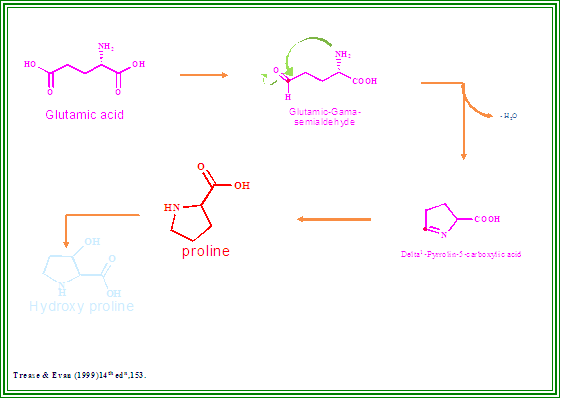 NH₂
HO
OH
O
O
Glutamic acid
NH₂
O
H
COOH
Glutamic-Gama-
semialdehyde
- H₂O
O
OH
HN
proline
COOH
N
Delta¹-Pyrrolin-5-carboxylic acid
OH
O
N
H
OH
Hydroxy proline
Trease & Evan (1999)14ᵗʰ edⁿ,153.